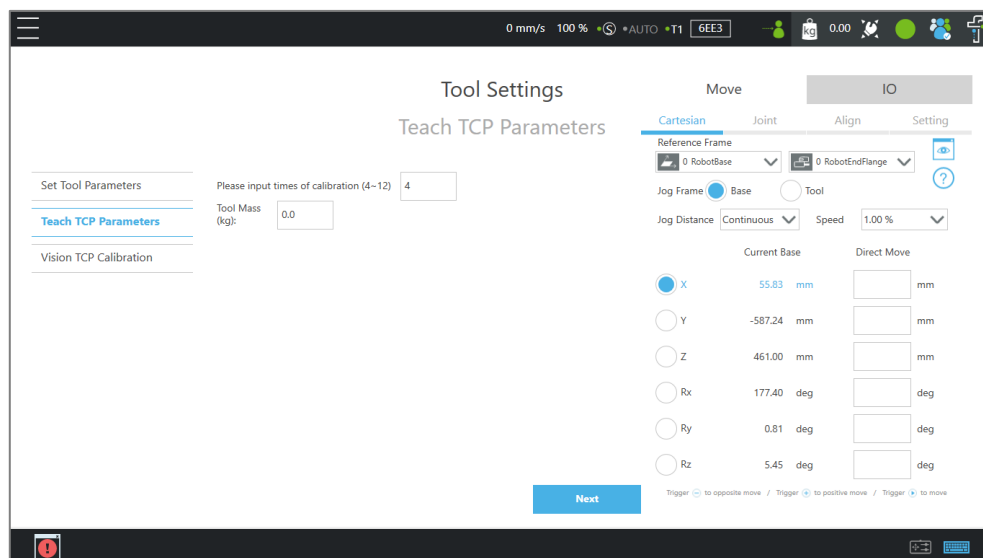 0 mm/s 100 % S AUTO T1 6EE3 kg 0.00
Tool Settings
Teach TCP Parameters
Set Tool Parameters
Teach TCP Parameters
Vision TCP Calibration
Please input times of calibration (4~12) 4
Tool Mass
(kg): 0.0
Next
Move IO
Cartesian Joint Align Setting
Reference Frame
0 RobotBase 0 RobotEndFlange
?
Jog Frame Base Tool
Jog Distance Continuous Speed 1.00 %
Current Base Direct Move
X 55.83 mm mm
Y -587.24 mm mm
Z 461.00 mm mm
Rx 177.40 deg deg
Ry 0.81 deg deg
Rz 5.45 deg deg
Trigger - to opposite move / Trigger + to positive move / Trigger to move